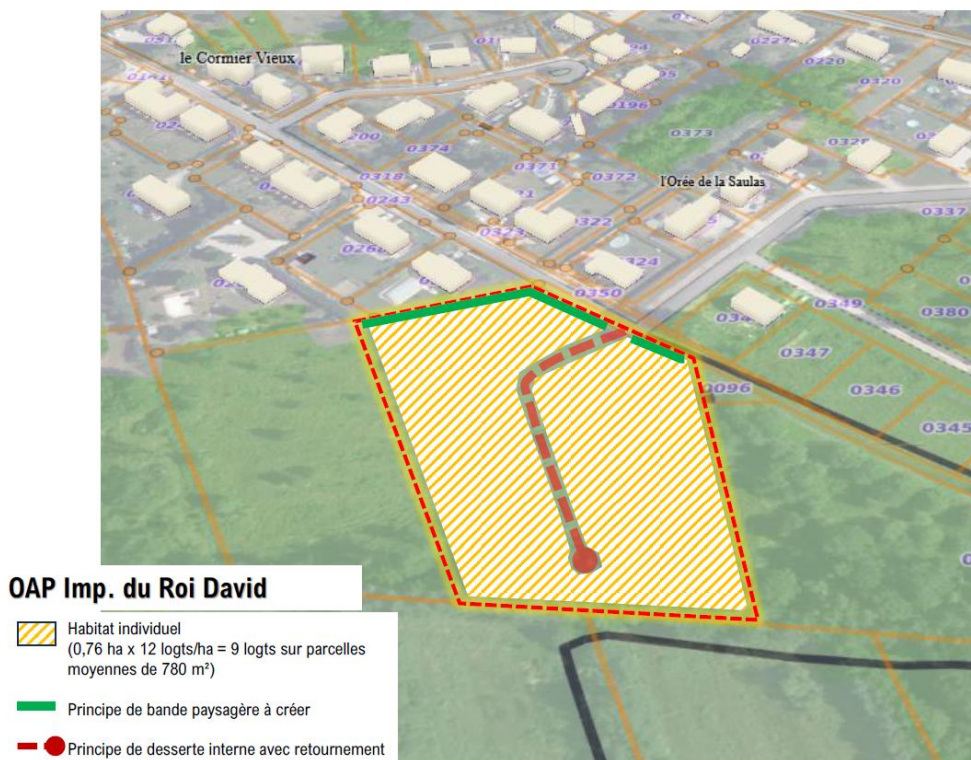 le Cormier Vieux
0227
0220
0320
0196
0373
0200
0374
0371
0318
0372
l'Orée de la Saulas
0243
0322
0323
0337
0324
0350
0349
0380
0347
0096
0346
0345
OAP Imp. du Roi David
Habitat individuel
(0,76 ha x 12 logts/ha = 9 logts sur parcelles
moyennes de 780 m²)
Principe de bande paysagère à créer
Principe de desserte interne avec retournement